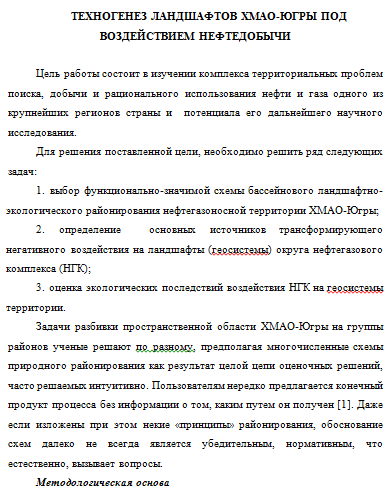 ТЕХНОГЕНЕЗ ЛАНДШАФТОВ ХМАО-ЮГРЫ ПОД
ВОЗДЕЙСТВИЕМ НЕФТЕДОБЫЧИ
Цель работы состоит в изучении комплекса территориальных проблем
поиска, добычи и рационального использования нефти и газа одного из
крупнейших регионов страны и потенциала его дальнейшего научного
исследования.
Для решения поставленной цели, необходимо решить ряд следующих
задач:
1. выбор функционально-значимой схемы бассейнового ландшафтно-
экологического районирования нефтегазоносной территории ХМАО-Югры;
2. определение основных источников трансформирующего
негативного воздействия на ландшафты (геосистемы) округа нефтегазового
комплекса (НГК);
3. оценка экологических последствий воздействия НГК на геосистемы
территории.
Задачи разбивки пространственной области ХМАО-Югры на группы
районов ученые решают по разному, предполагая многочисленные схемы
природного районирования как результат целой цепи оценочных решений,
часто решаемых интуитивно. Пользователям нередко предлагается конечный
продукт процесса без информации о том, каким путем он получен [1]. Даже
если изложены при этом некие «принципы» районирования, обоснование
схем далеко не всегда является убедительным, нормативным, что
естественно, вызывает вопросы.
Методологическая основа